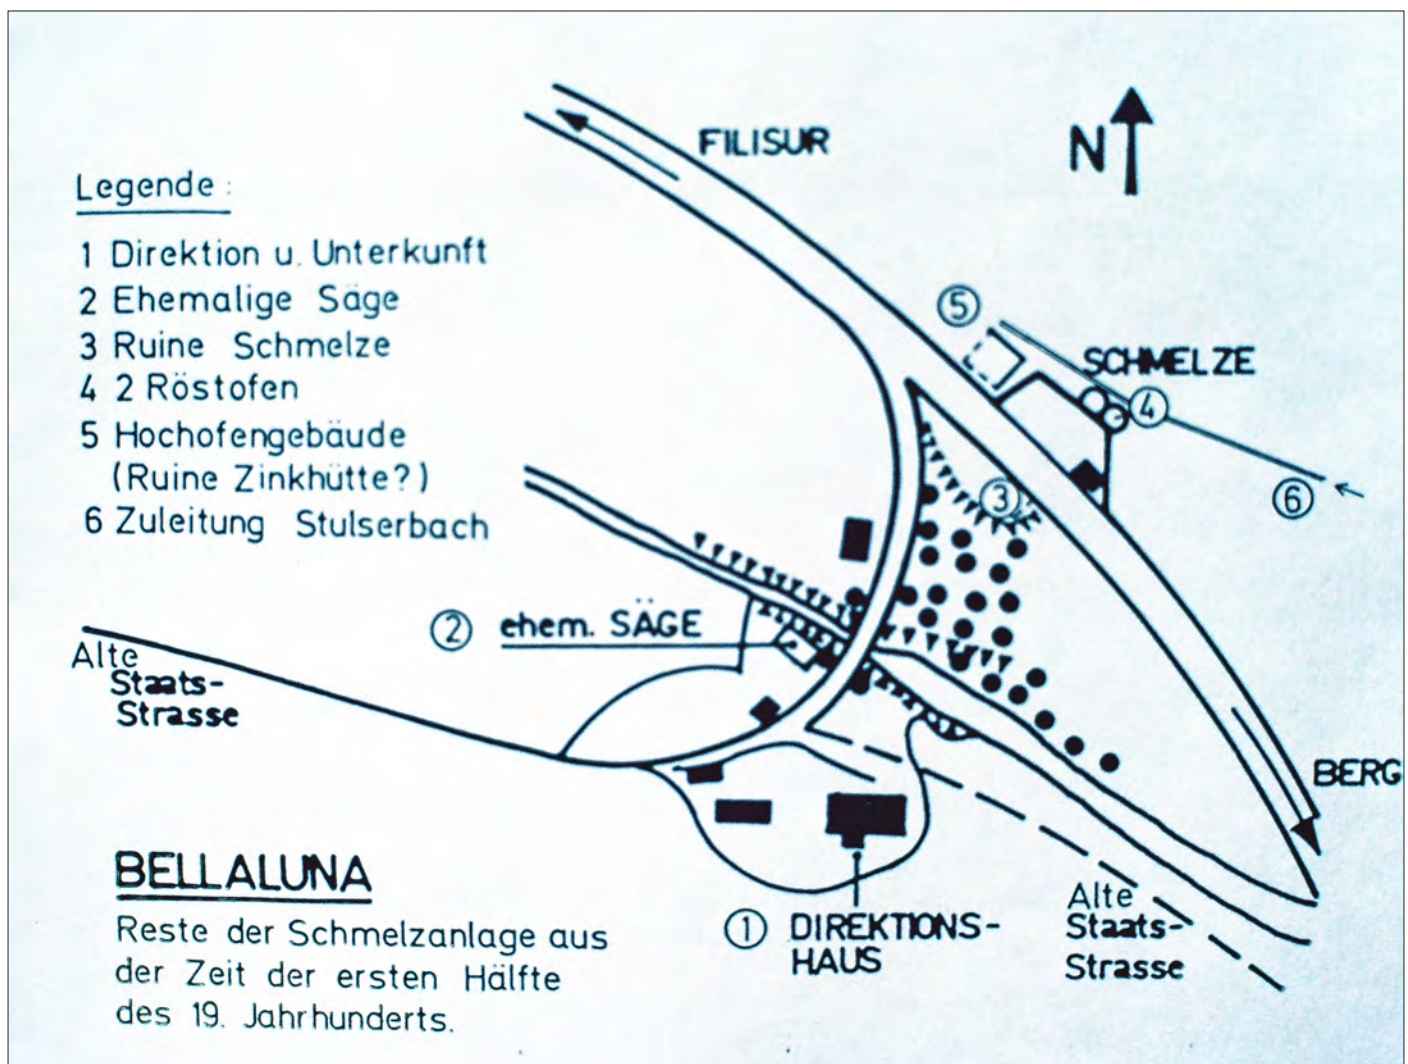 FILISUR
N
Legende :
1 Direktion u. Unterkunft
2 Ehemalige Säge
3 Ruine Schmelze
4 2 Röstofen
5 Hochofengebäude
(Ruine Zinkhütte?)
6 Zuleitung Stulserbach
5
SCHMELZE
4
3
6
2 ehem. SÄGE
Alte
Staats-
Strasse
BERG
BELLALUNA
Reste der Schmelzanlage aus
der Zeit der ersten Hälfte
des 19. Jahrhunderts.
1 DIREKTIONS-
HAUS
Alte
Staats-
Strasse